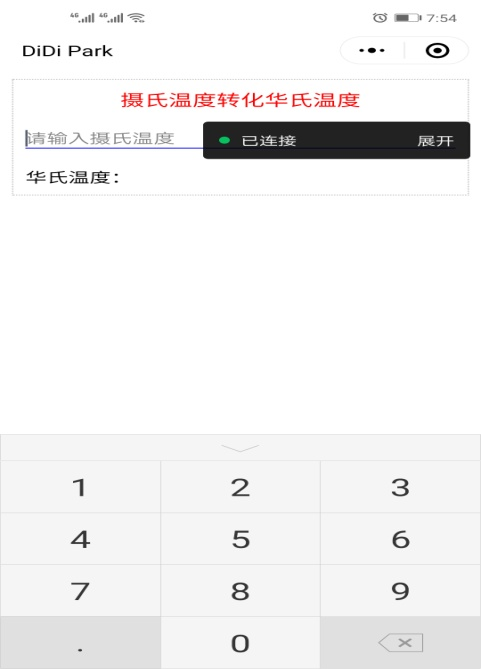 4G 4G 7:54
DiDi Park
摄氏温度转化华氏温度
请输入摄氏温度
已连接 展开
华氏温度:
1 2 3
4 5 6
7 8 9
. 0